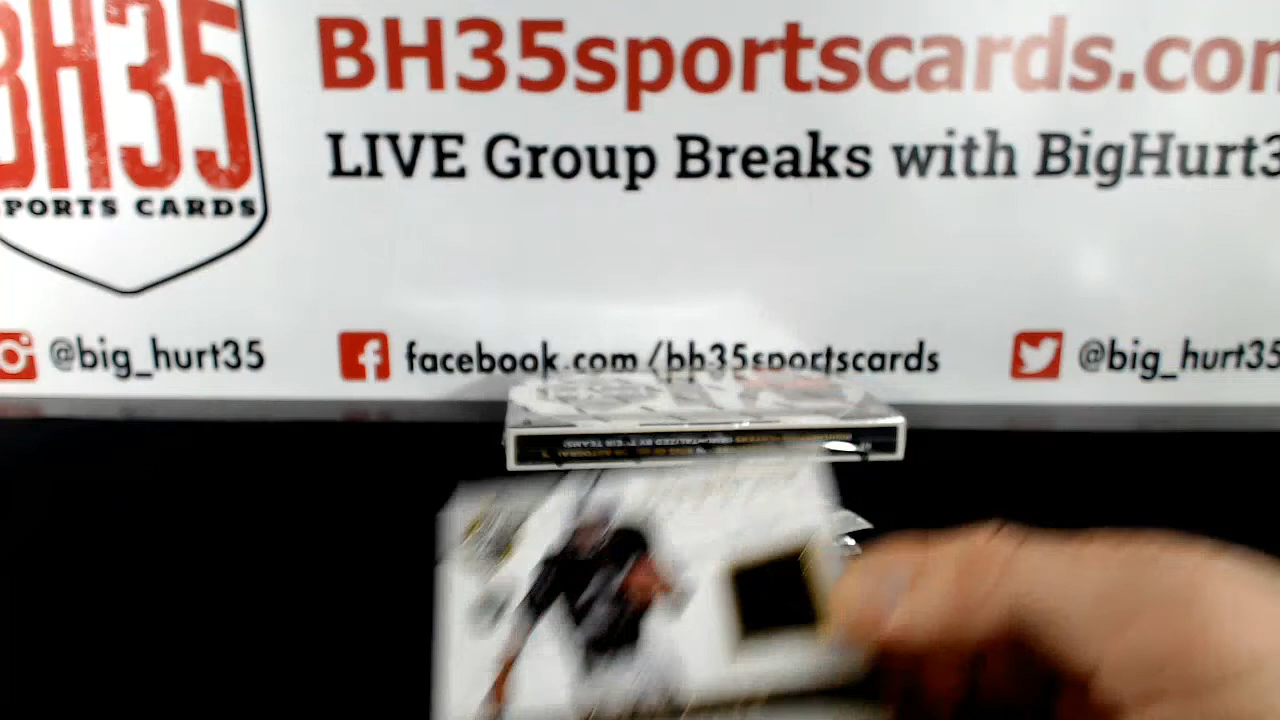 BH35
PORTS CARDS
BH35sportscards.con
LIVE Group Breaks with BigHurt3
@big_hurt35
facebook.com/bh35sportscards
@big_hurt35